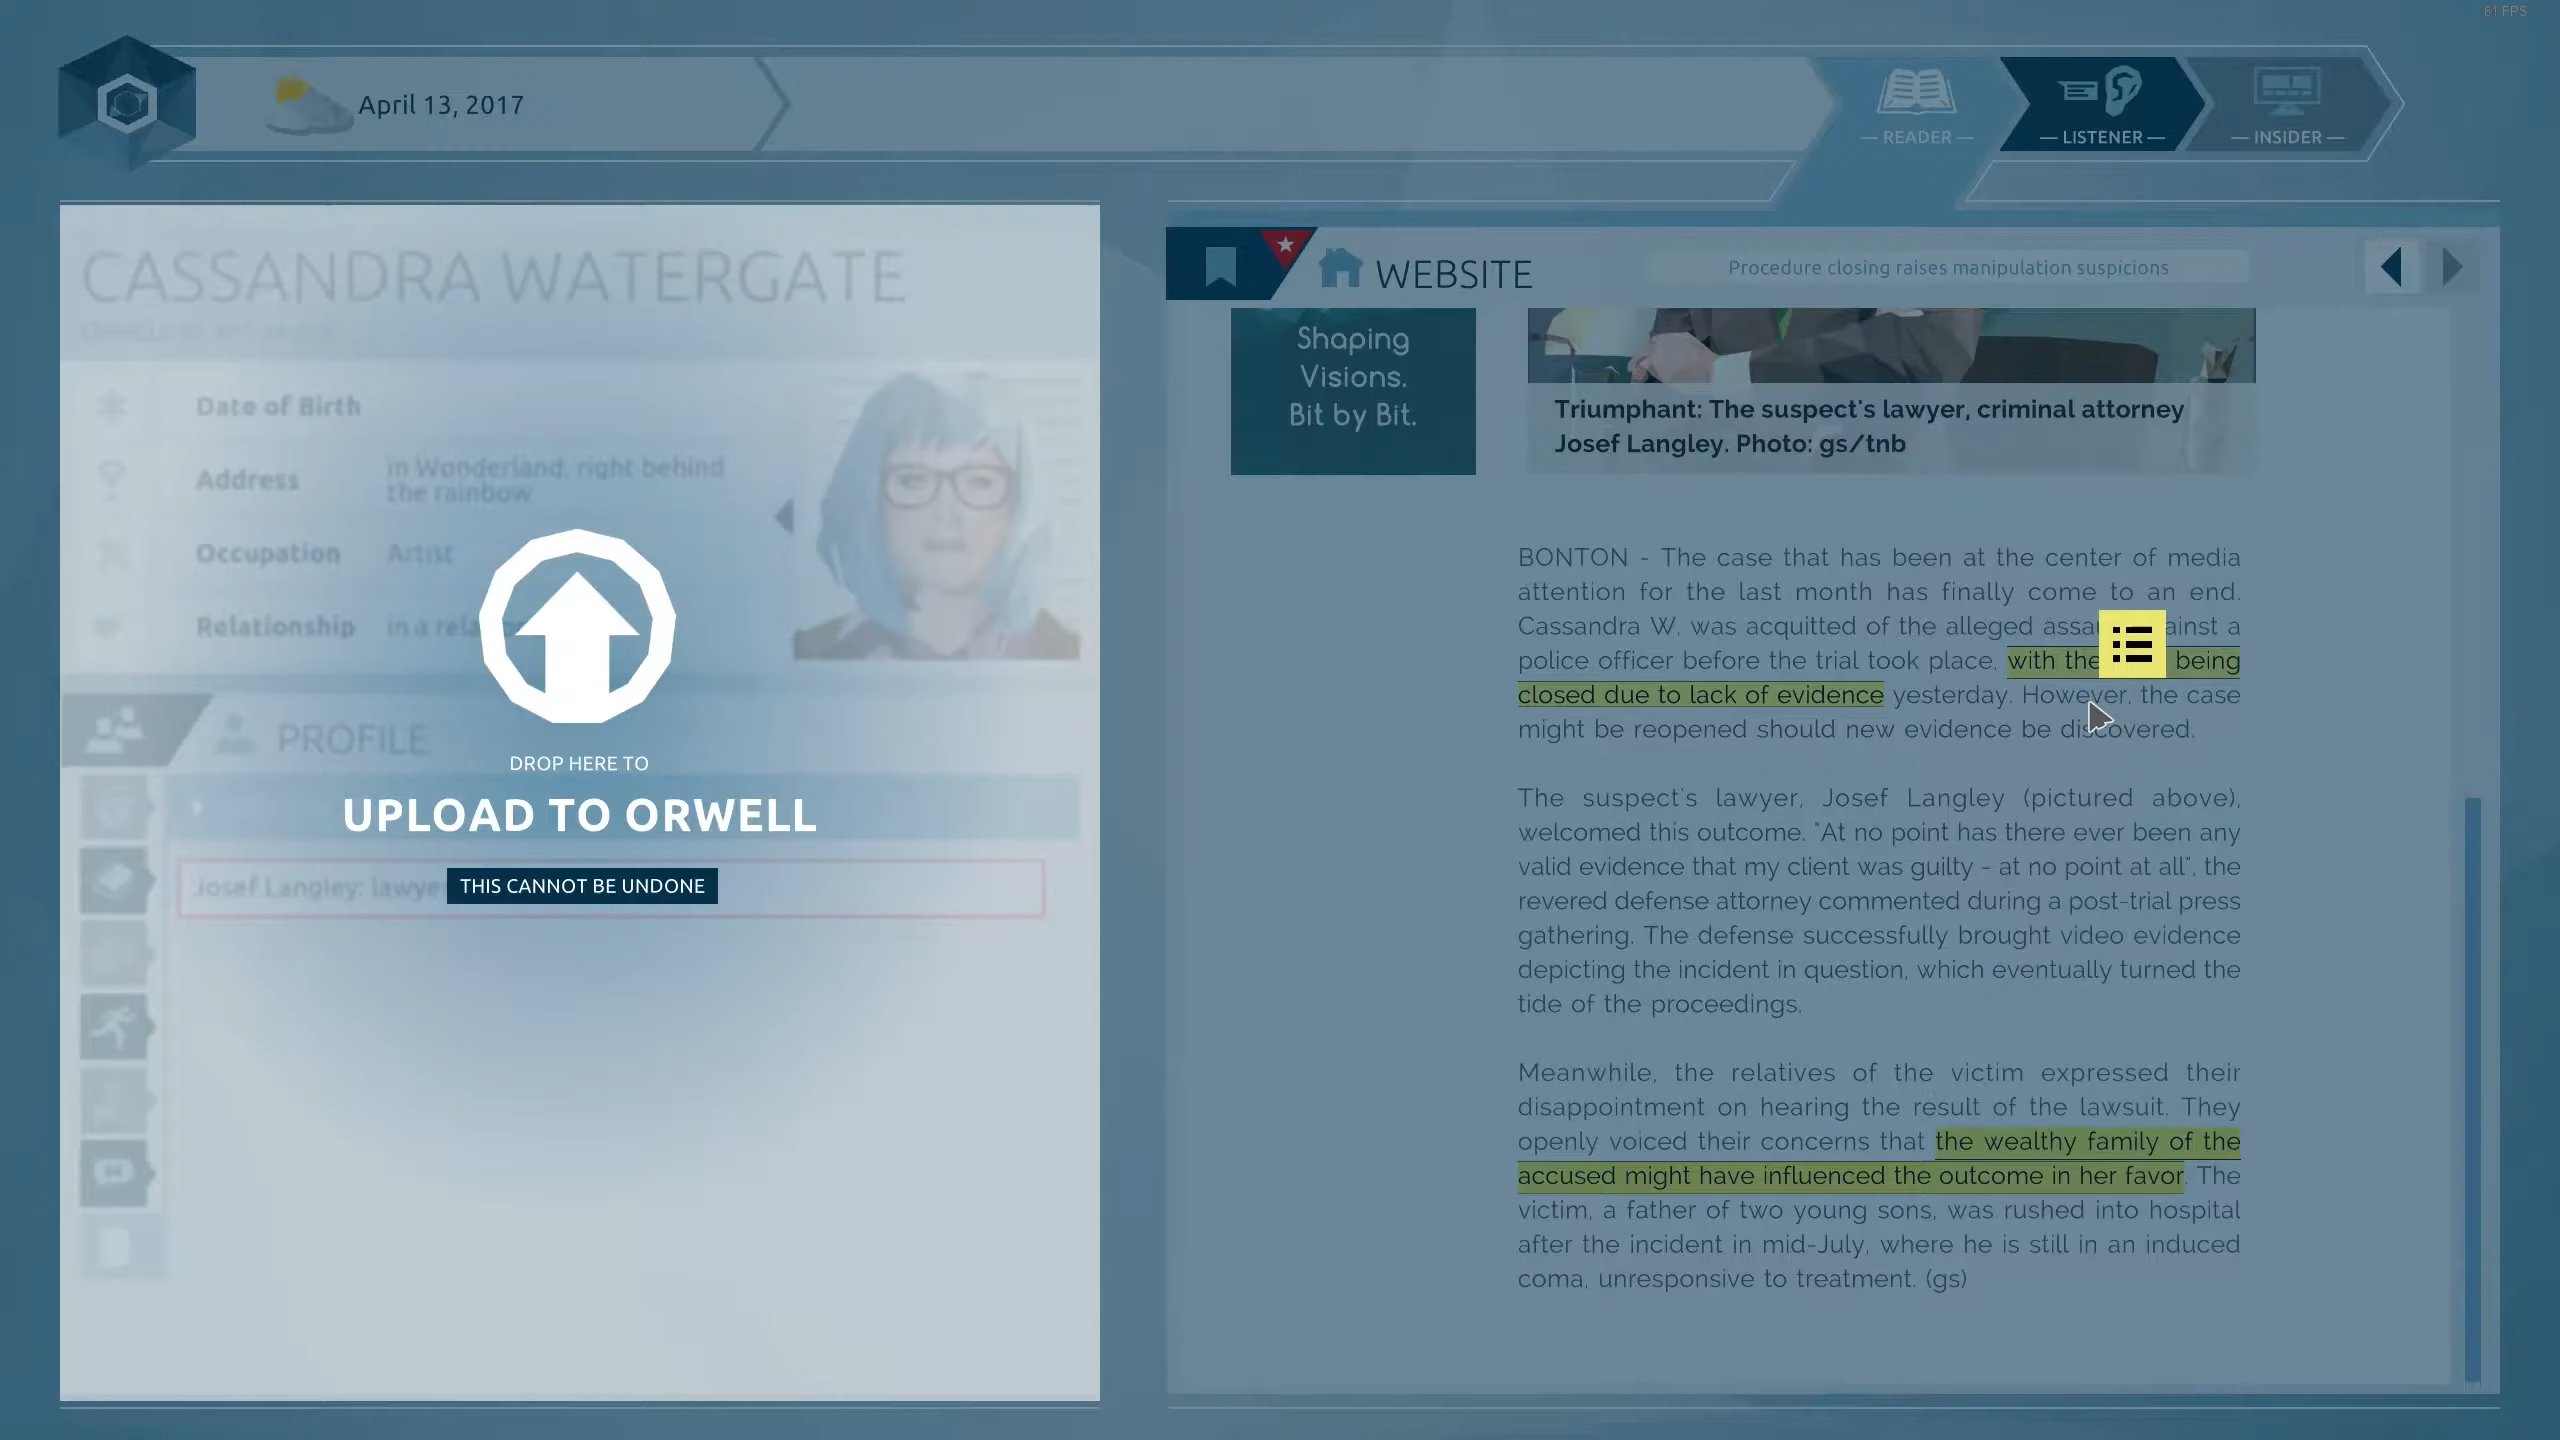 61 FPS
April 13, 2017
READER
LISTENER
INSIDER
CASSANDRA WATERGATE
Date of Birth
Address
in Wonderland, right behind
the rainbow
Occupation
Artist
Relationship
in a rela
PROFILE
DROP HERE TO
UPLOAD TO ORWELL
Josef Langley: lawye
THIS CANNOT BE UNDONE
WEBSITE
Procedure closing raises manipulation suspicions
Shaping
Visions.
Bit by Bit.
Triumphant: The suspect's lawyer, criminal attorney
Josef Langley. Photo: gs/tnb
BONTON - The case that has been at the center of media
attention for the last month has finally come to an end.
Cassandra W. was acquitted of the alleged assau ainst a
police officer before the trial took place, with the being
closed due to lack of evidence yesterday. However, the case
might be reopened should new evidence be discovered.
The suspect's lawyer, Josef Langley (pictured above),
welcomed this outcome. "At no point has there ever been any
valid evidence that my client was guilty - at no point at all", the
revered defense attorney commented during a post-trial press
gathering. The defense successfully brought video evidence
depicting the incident in question, which eventually turned the
tide of the proceedings.
Meanwhile, the relatives of the victim expressed their
disappointment on hearing the result of the lawsuit. They
openly voiced their concerns that the wealthy family of the
accused might have influenced the outcome in her favor. The
victim, a father of two young sons, was rushed into hospital
after the incident in mid-July, where he is still in an induced
coma, unresponsive to treatment. (gs)